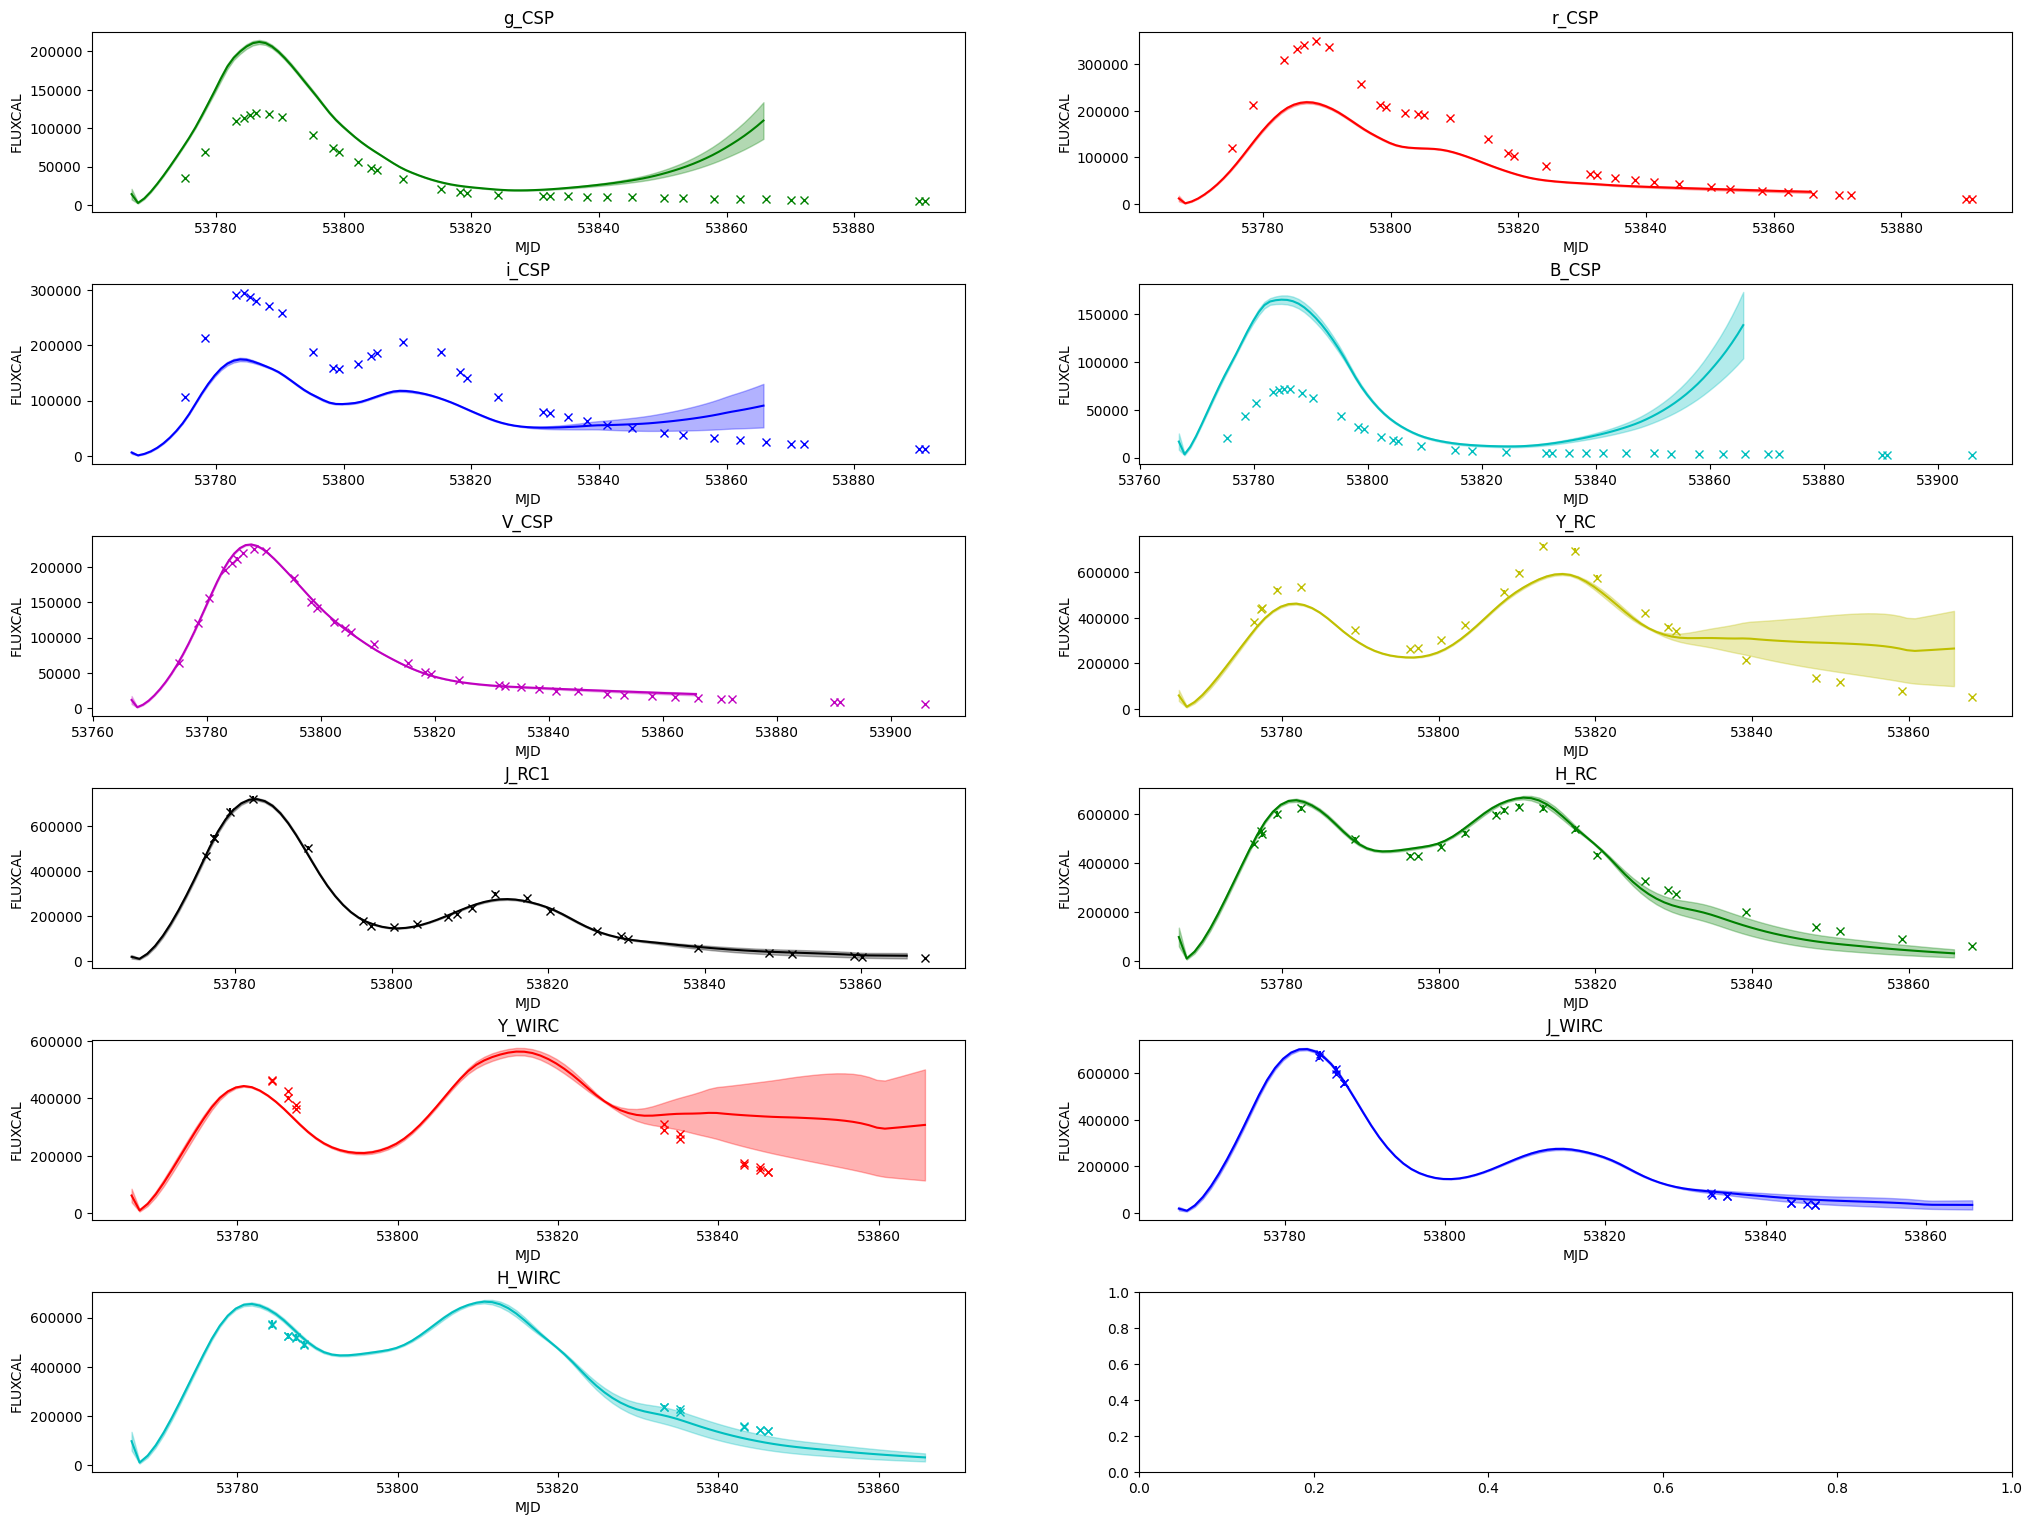 g_CSP
FLUXCAL
200000
150000
100000
50000
0
53780 53800 53820 53840 53860 53880
MJD
r_CSP
FLUXCAL
300000
200000
100000
0
53780 53800 53820 53840 53860 53880
MJD
i_CSP
FLUXCAL
300000
200000
100000
0
53780 53800 53820 53840 53860 53880
MJD
B_CSP
FLUXCAL
150000
100000
50000
0
53760 53780 53800 53820 53840 53860 53880 53900
MJD
V_CSP
FLUXCAL
200000
150000
100000
50000
0
53760 53780 53800 53820 53840 53860 53880 53900
MJD
Y_RC
FLUXCAL
600000
400000
200000
0
53780 53800 53820 53840 53860
MJD
J_RC1
FLUXCAL
600000
400000
200000
0
53780 53800 53820 53840 53860
MJD
H_RC
FLUXCAL
600000
400000
200000
0
53780 53800 53820 53840 53860
MJD
Y_WIRC
FLUXCAL
600000
400000
200000
0
53780 53800 53820 53840 53860
MJD
J_WIRC
FLUXCAL
600000
400000
200000
0
53780 53800 53820 53840 53860
MJD
H_WIRC
FLUXCAL
600000
400000
200000
0
53780 53800 53820 53840 53860
MJD
1.0
0.8
0.6
0.4
0.2
0.0
0.0 0.2 0.4 0.6 0.8 1.0